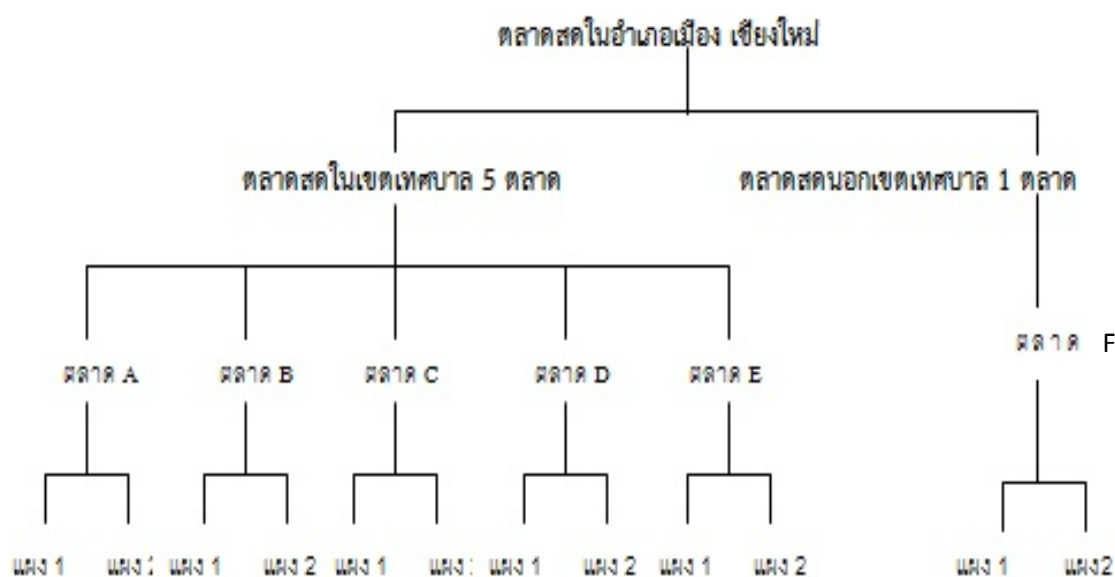 ตลาดสดในอำเภอเมือง เชียงใหม่
ตลาดสดในเขตเทศบาล 5 ตลาด ตลาดสดนอกเขตเทศบาล 1 ตลาด
ตลาด F
ตลาด A ตลาด B ตลาด C ตลาด D ตลาด E
แผง 1 แผง 2 แผง 1 แผง 2 แผง 1 แผง 2 แผง 1 แผง 2 แผง 1 แผง 2 แผง 1 แผง2